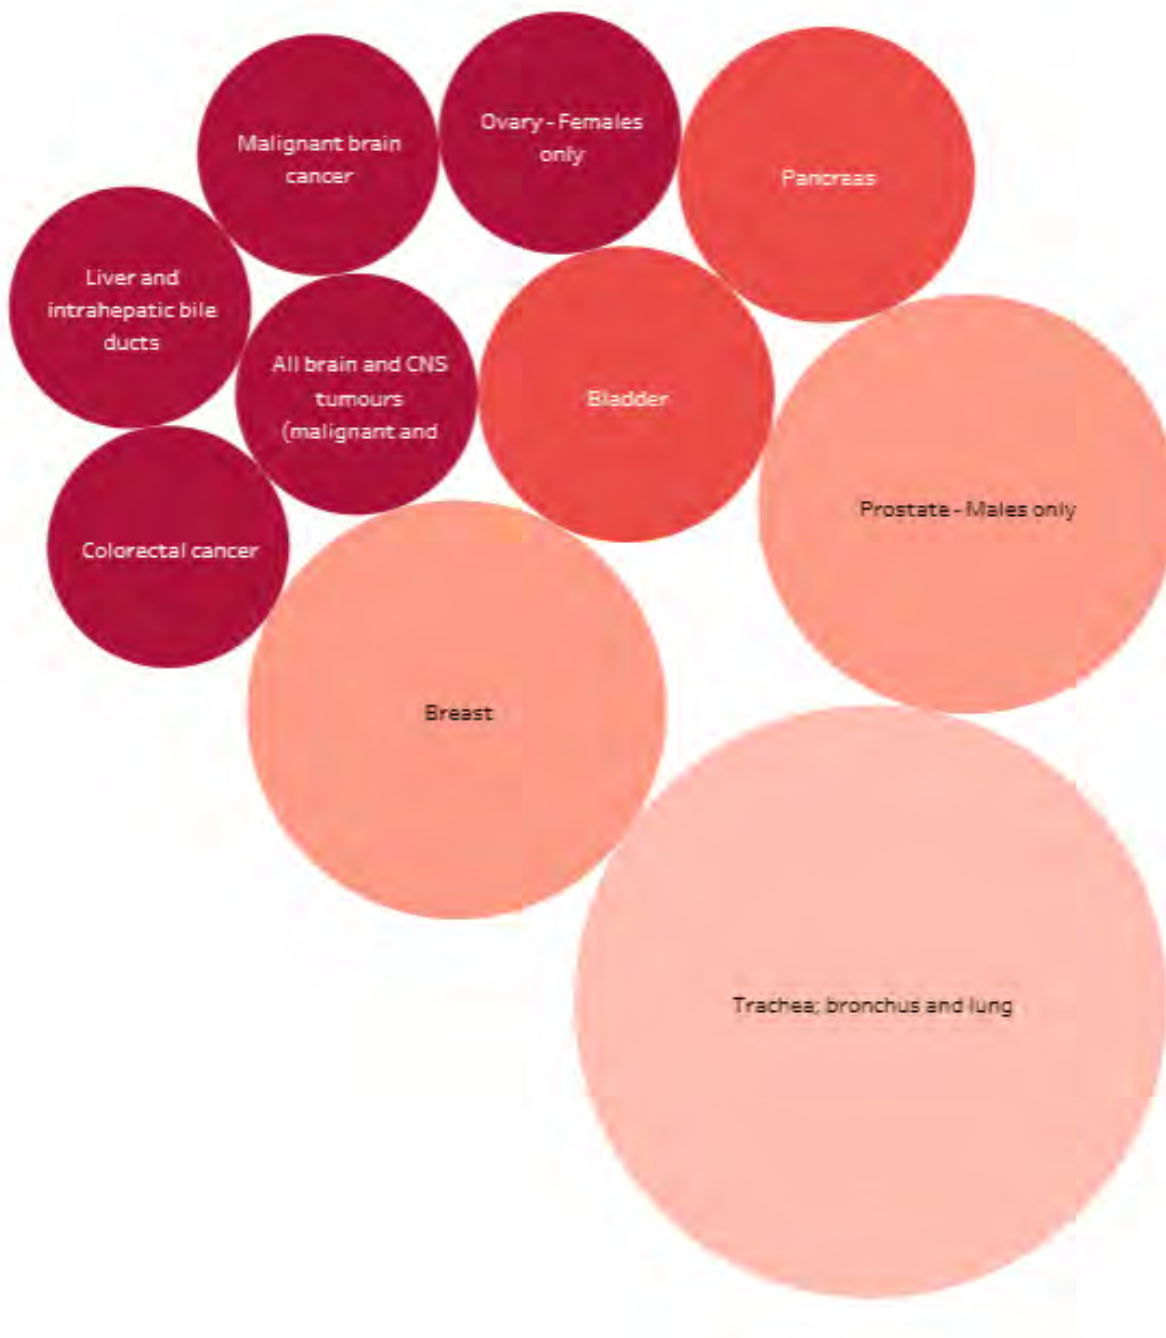 Ovary - Females
only
Malignant brain
cancer
Pancreas
Liver and
intrahepatic bile
ducts
All brain and CNS
tumours
(malignant and
Bladder
Prostate - Males only
Colorectal cancer
Breast
Trachea; bronchus and lung